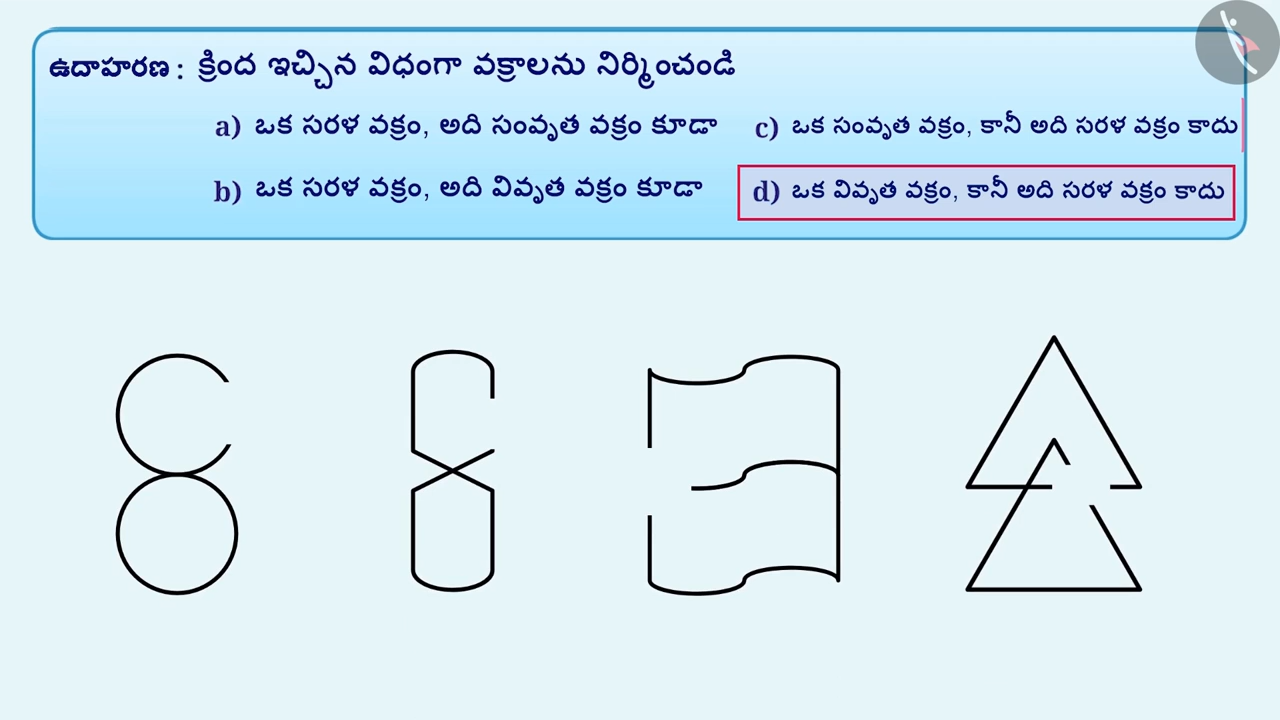 ఉదాహరణ : క్రింద ఇచ్చిన విధంగా వక్రాలను నిర్మించండి
a) ఒక సరళ వక్రం, అది సంవృత వక్రం కూడా
c) ఒక సంవృత వక్రం, కానీ అది సరళ వక్రం కాదు
b) ఒక సరళ వక్రం, అది వివృత వక్రం కూడా
d) ఒక వివృత వక్రం, కానీ అది సరళ వక్రం కాదు